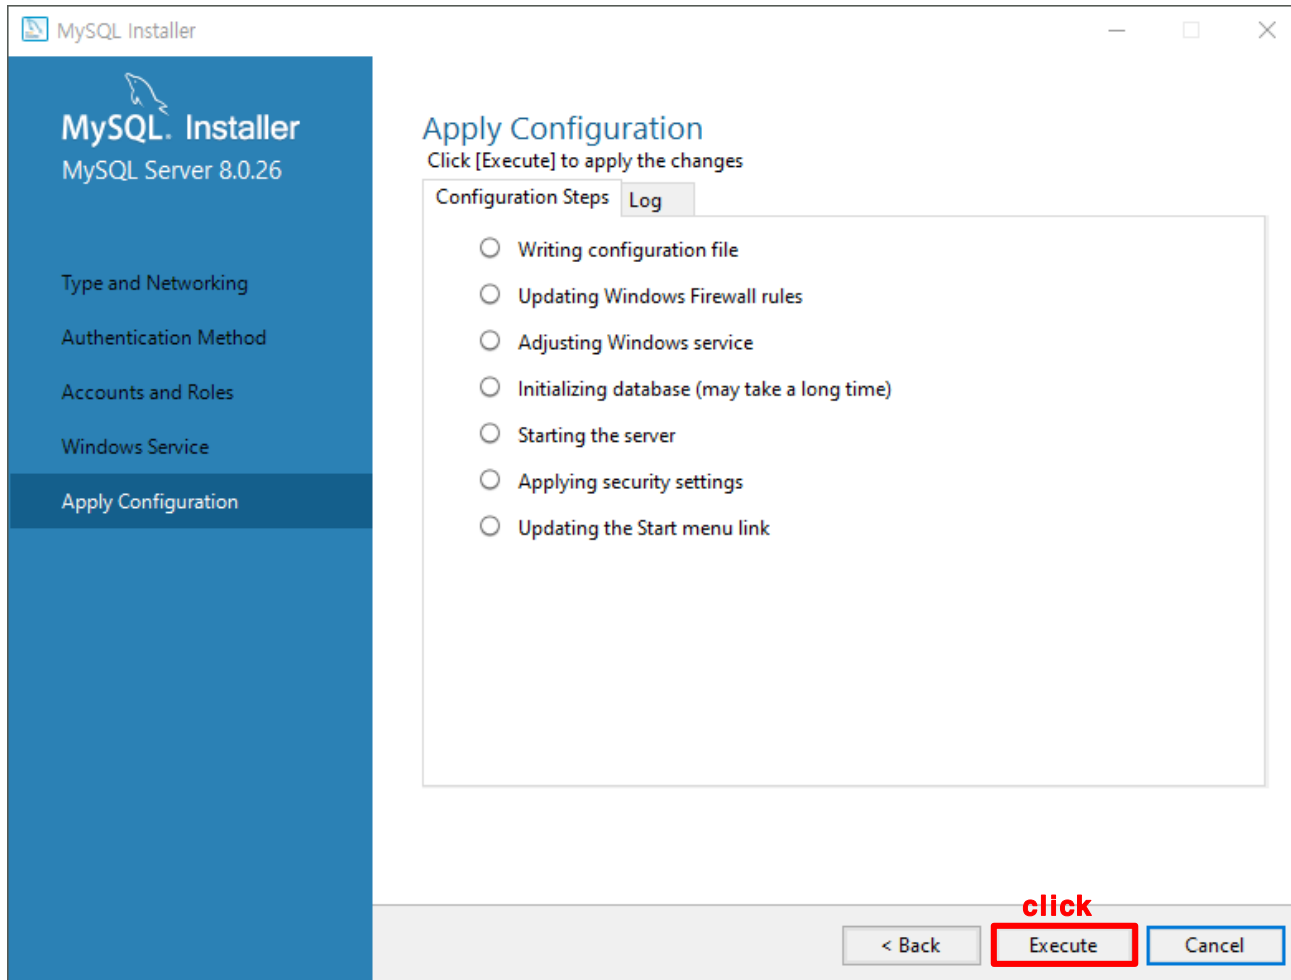 MySQL Installer
MySQL. Installer
MySQL Server 8.0.26
Type and Networking
Authentication Method
Accounts and Roles
Windows Service
Apply Configuration
Apply Configuration
Click [Execute] to apply the changes
Configuration Steps
Log
Writing configuration file
Updating Windows Firewall rules
Adjusting Windows service
Initializing database (may take a long time)
Starting the server
Applying security settings
Updating the Start menu link
click
< Back
Execute
Cancel